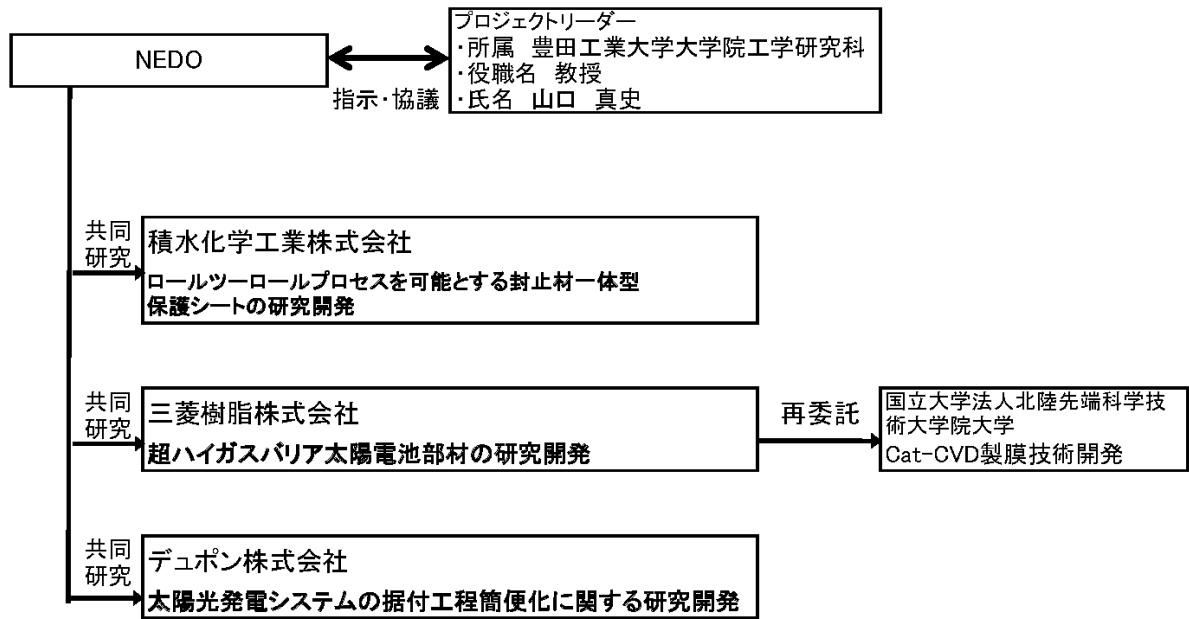 NEDO
プロジェクトリーダー
・所属 豊田工業大学大学院工学研究科
・役職名 教授
・氏名 山口 真史
指示・協議
共同
研究
積水化学工業株式会社
ロールツーロールプロセスを可能とする封止材一体型
保護シートの研究開発
共同
研究
三菱樹脂株式会社
超ハイガスバリア太陽電池部材の研究開発
再委託
国立大学法人北陸先端科学技
術大学院大学
Cat-CVD製膜技術開発
共同
研究
デュポン株式会社
太陽光発電システムの据付工程簡便化に関する研究開発